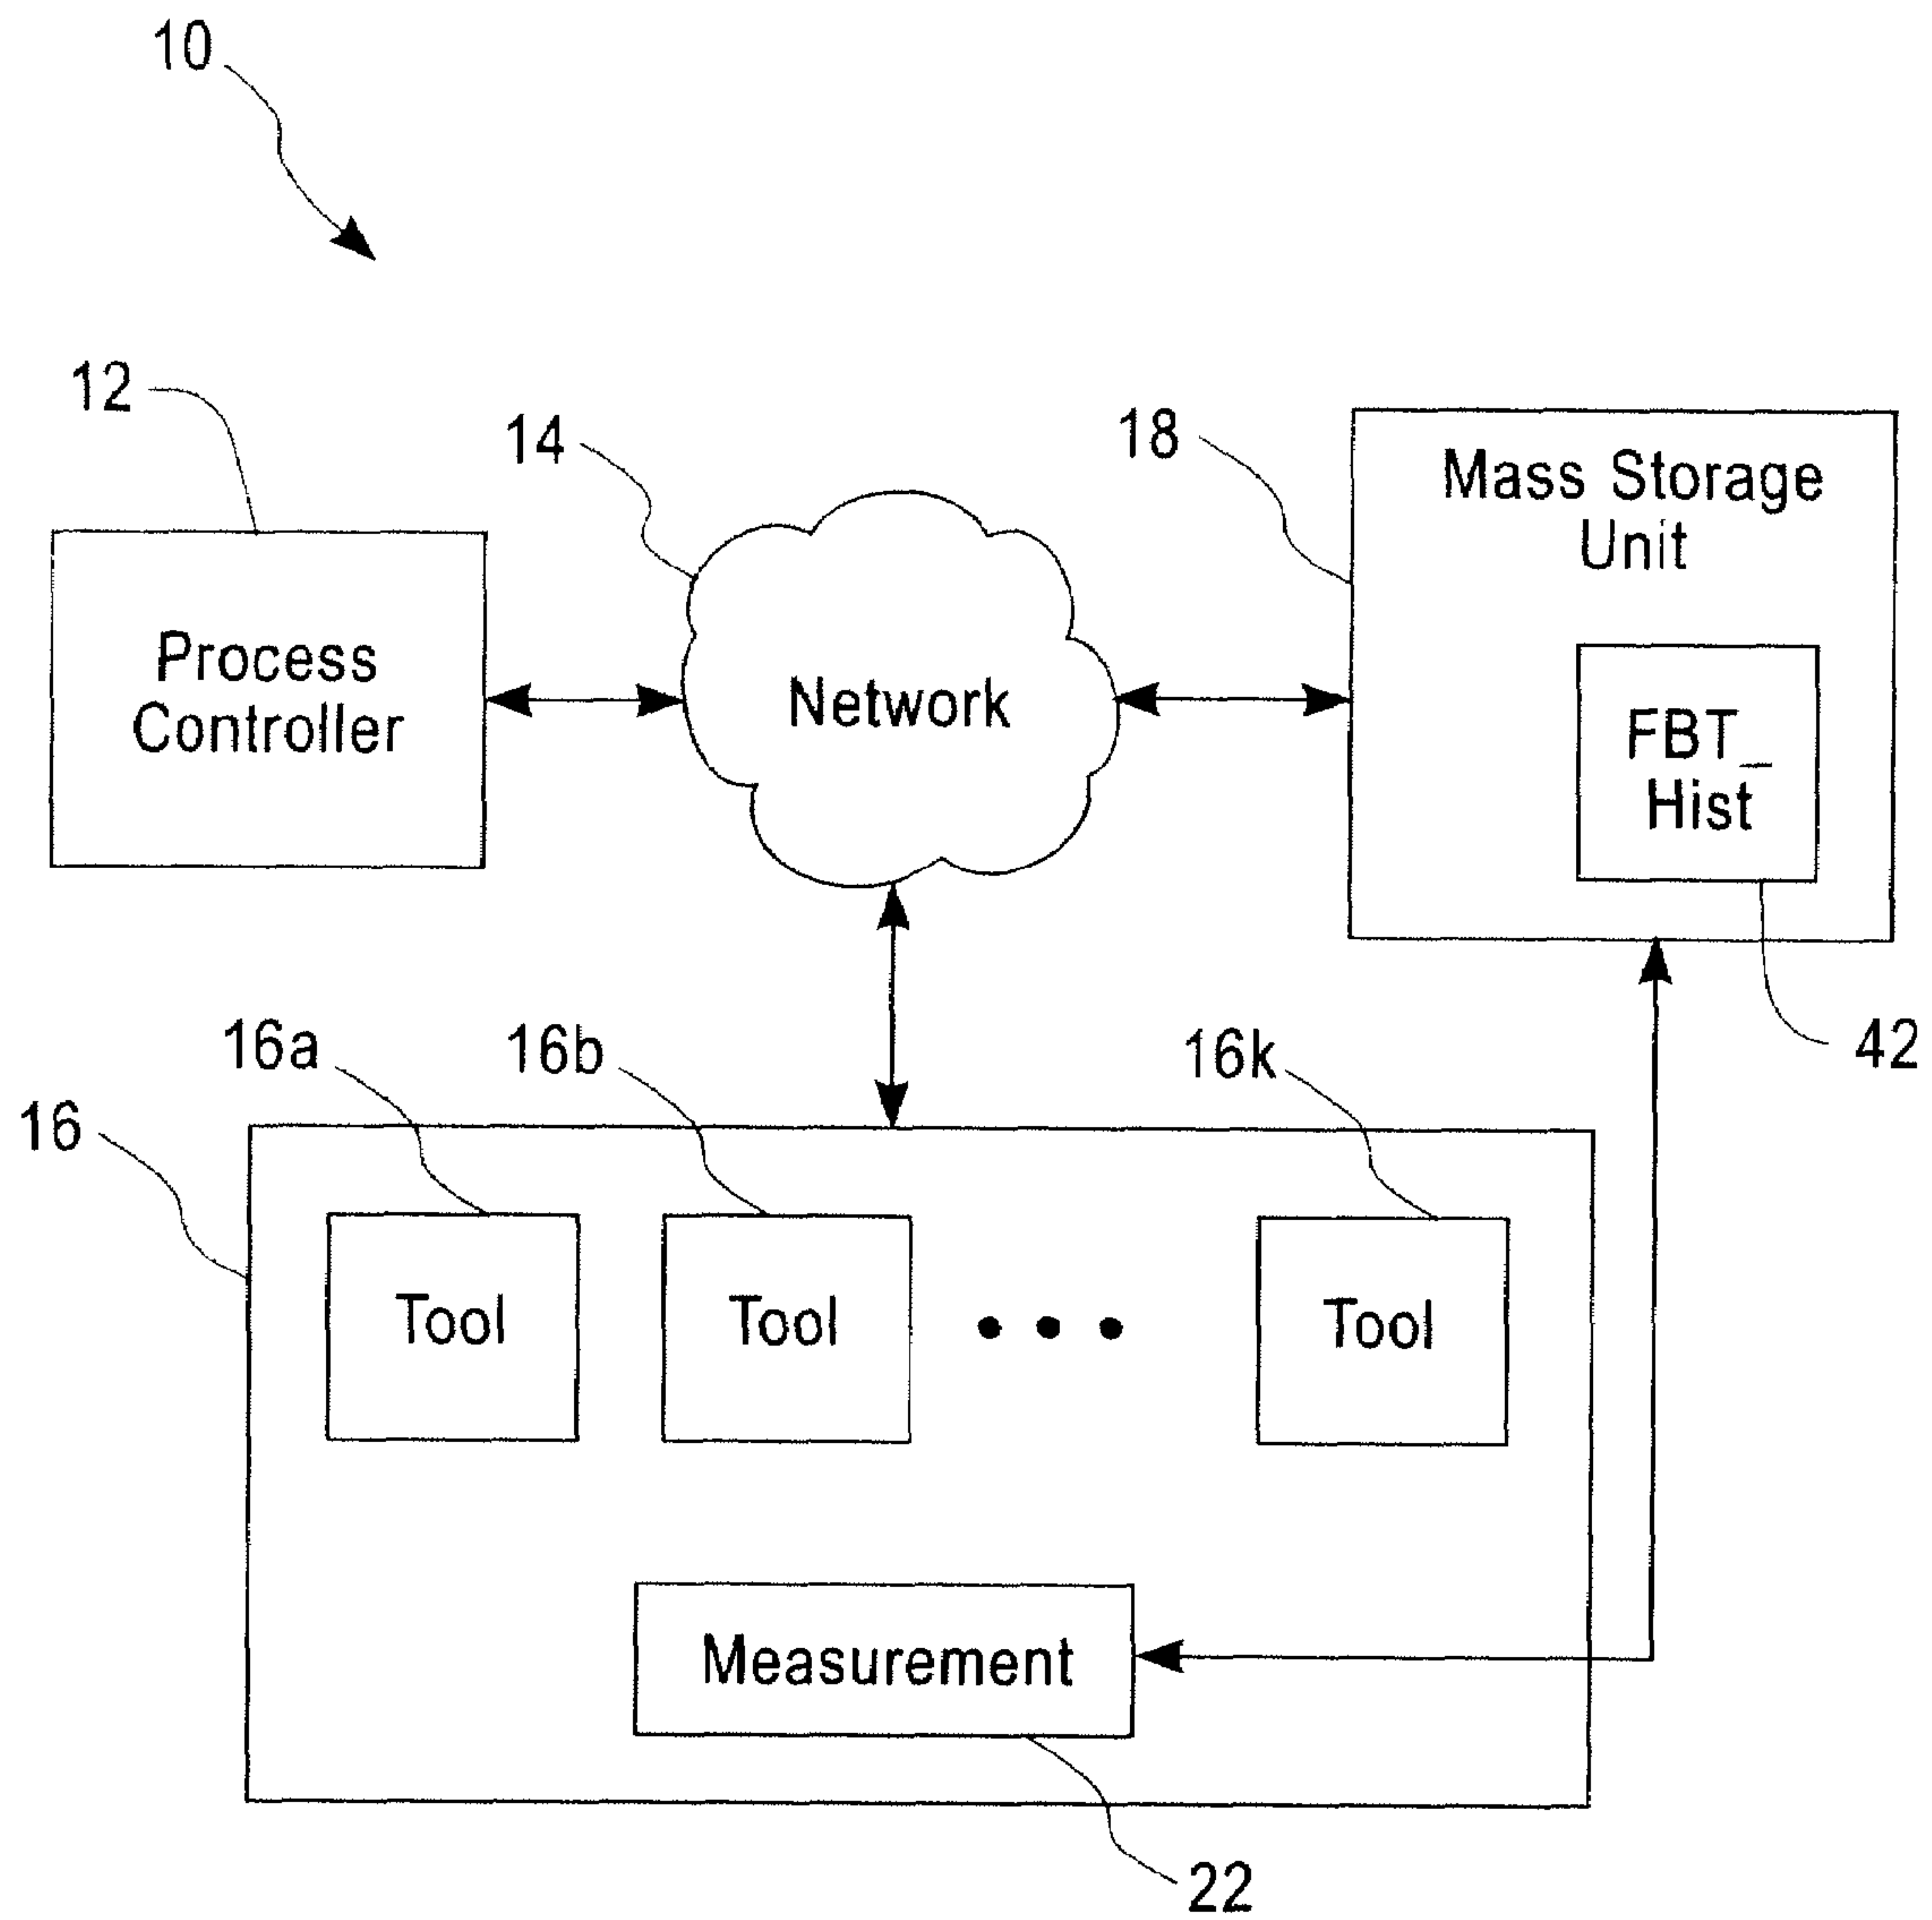 10
12
14
18
Mass Storage
Unit
Process
Controller
Network
FBT_
Hist
42
16a
16b
16k
16
Tool
Tool
Tool
Measurement
22